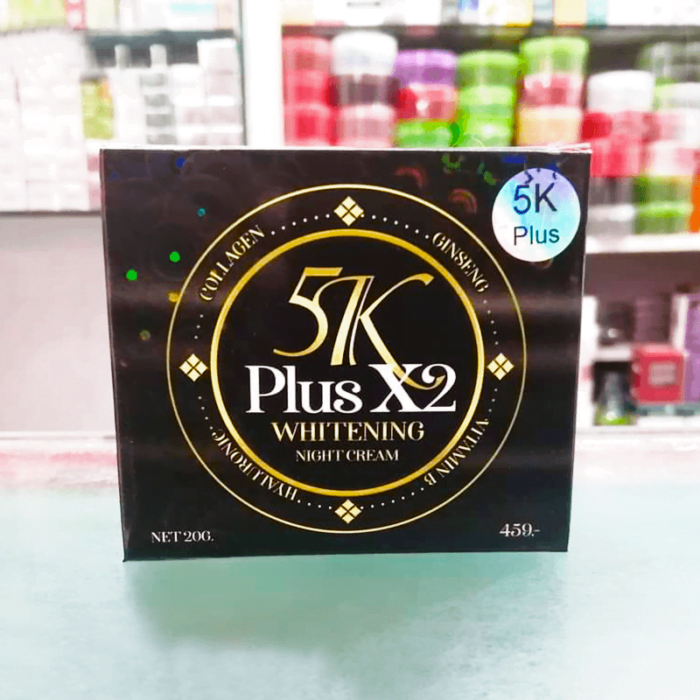 5K
Plus
COLLAGEN
GINSENG
5K
Plus X2
WHITENING
NIGHT CREAM
HYALURONIC
VITAMIN B
NET 20G.
459.-